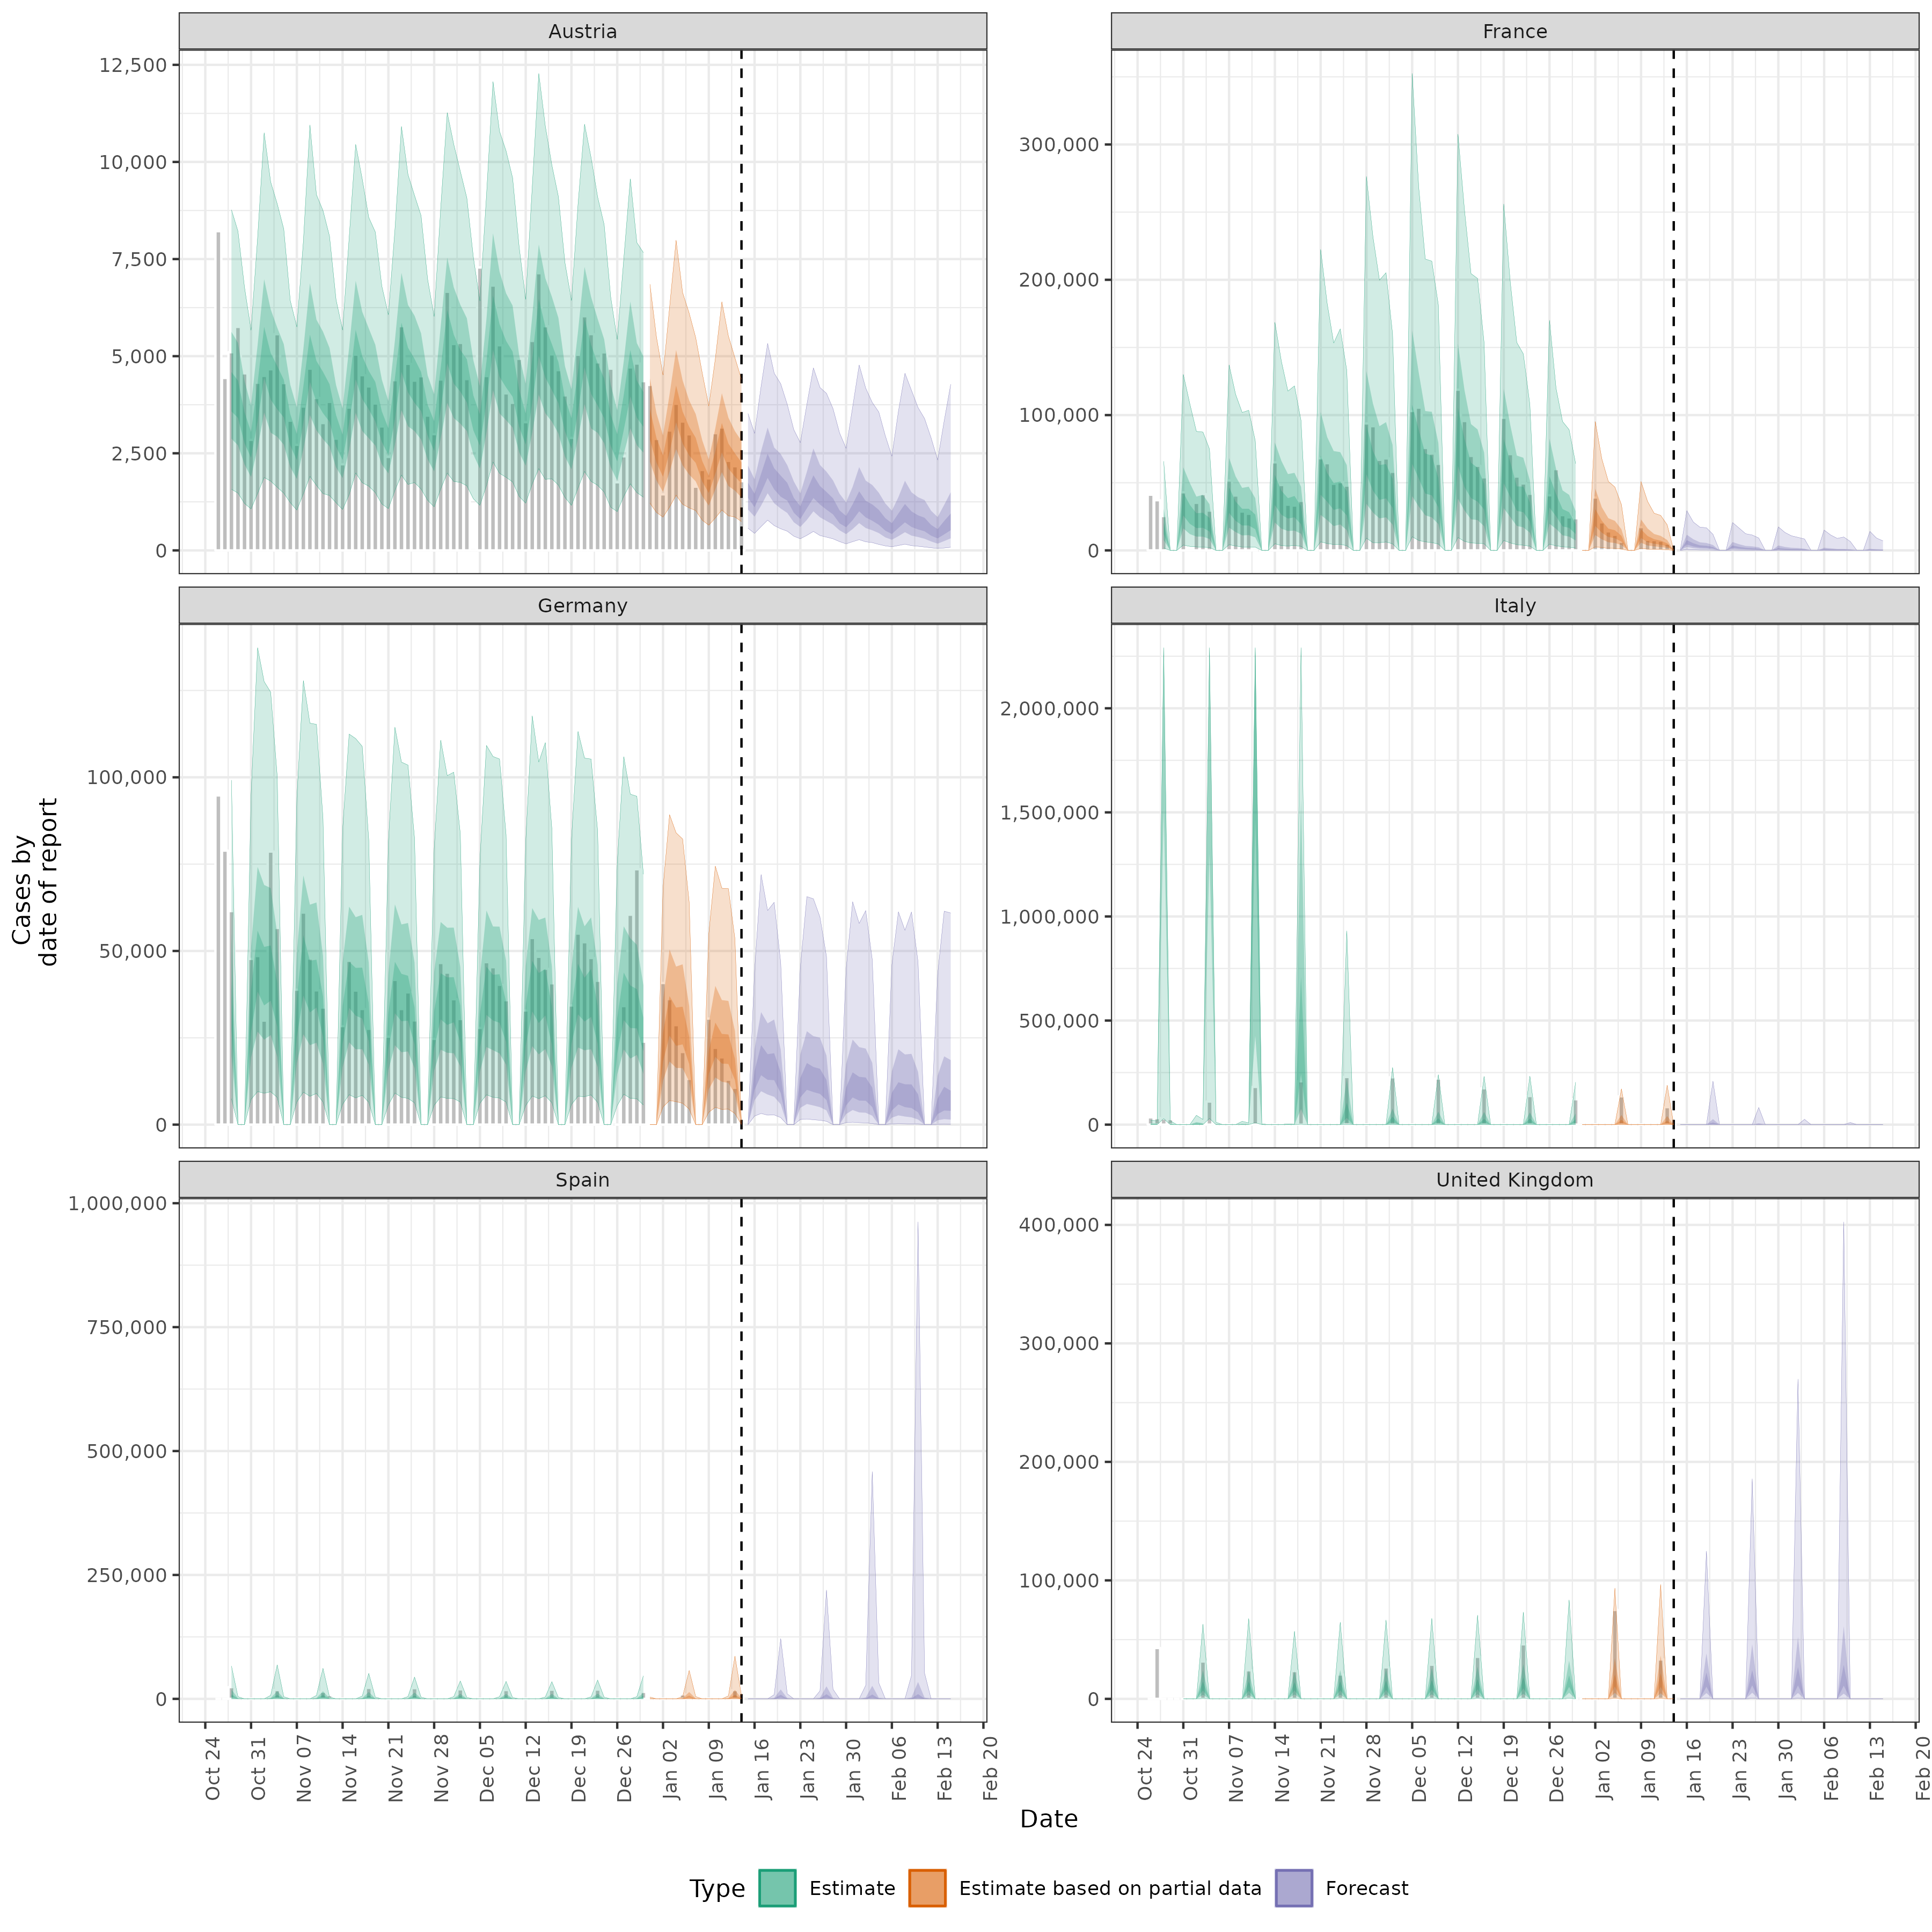 Austria
France
12,500
10,000
7,500
5,000
2,500
0
300,000
200,000
100,000
0
Germany
Italy
100,000
50,000
0
2,000,000
1,500,000
1,000,000
500,000
0
Cases by
date of report
Spain
United Kingdom
1,000,000
750,000
500,000
250,000
0
400,000
300,000
200,000
100,000
0
Oct 24
Oct 31
Nov 07
Nov 14
Nov 21
Nov 28
Dec 05
Dec 12
Dec 19
Dec 26
Jan 02
Jan 09
Jan 16
Jan 23
Jan 30
Feb 06
Feb 13
Feb 20
Oct 24
Oct 31
Nov 07
Nov 14
Nov 21
Nov 28
Dec 05
Dec 12
Dec 19
Dec 26
Jan 02
Jan 09
Jan 16
Jan 23
Jan 30
Feb 06
Feb 13
Feb 20
Date
Type Estimate Estimate based on partial data Forecast